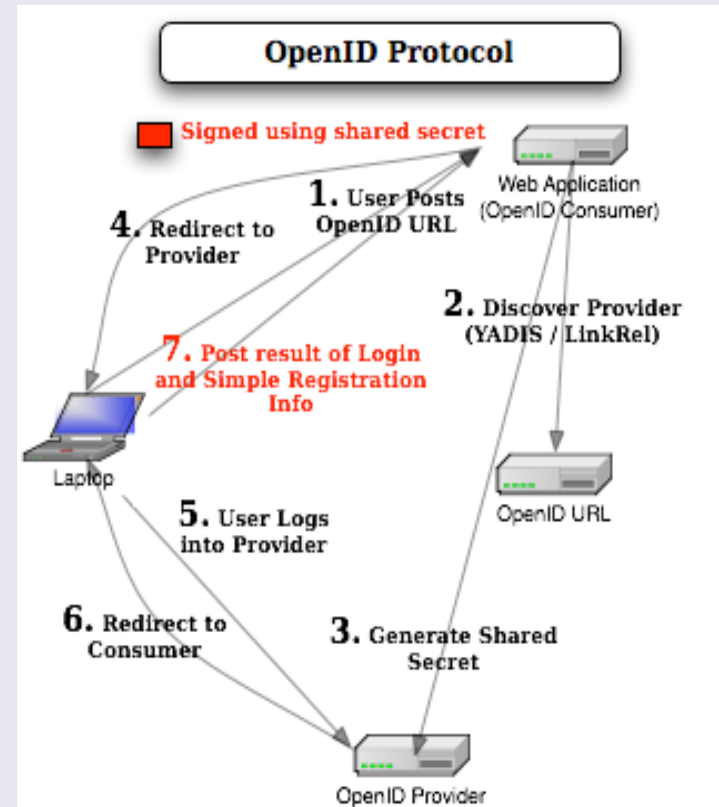 OpenID Protocol
Signed using shared secret
Web Application
(OpenID Consumer)
1. User Posts
OpenID URL
4. Redirect to
Provider
2. Discover Provider
(YADIS / LinkRel)
7. Post result of Login
and Simple Registration
Info
Laptop
OpenID URL
5. User Logs
into Provider
6. Redirect to
Consumer
3. Generate Shared
Secret
OpenID Provider